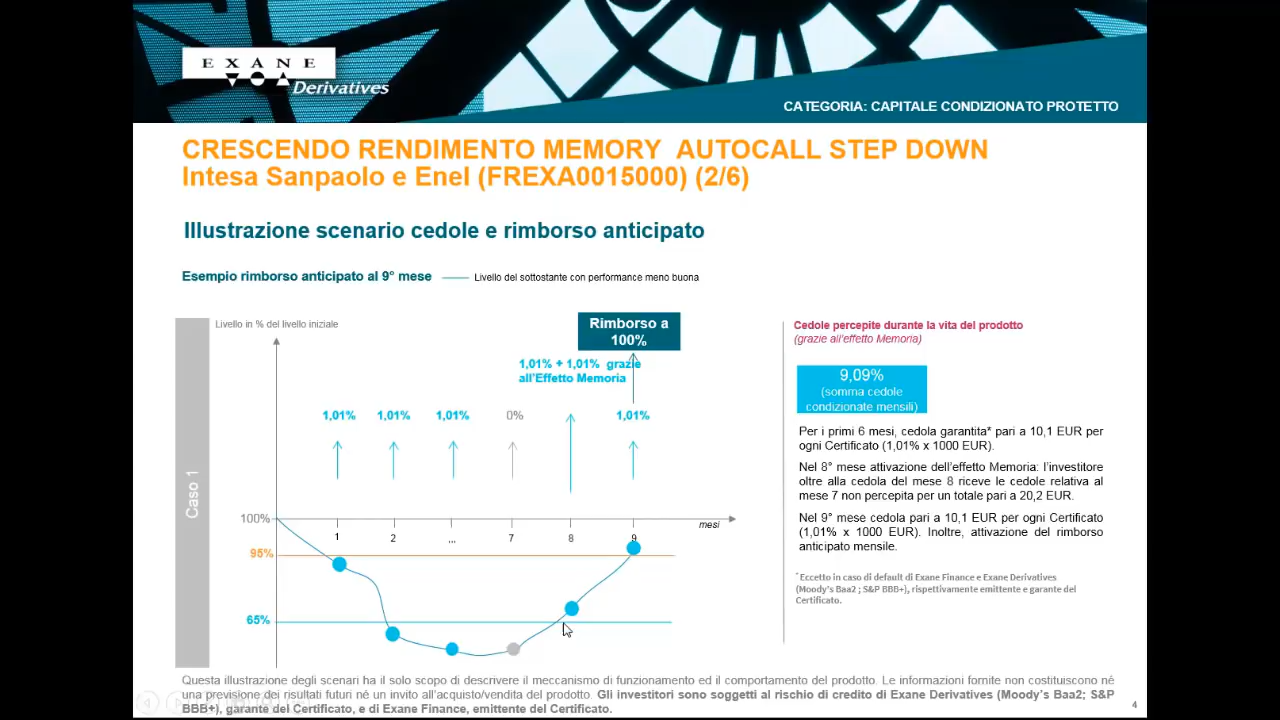 EXANE
Derivatives
CATEGORIA: CAPITALE CONDIZIONATO PROTETTO
CRESCENDO RENDIMENTO MEMORY AUTOCALL STEP DOWN
Intesa Sanpaolo e Enel (FREXA0015000) (2/6)
Illustrazione scenario cedole e rimborso anticipato
Esempio rimborso anticipato al 9° mese
Livello del sottostante con performance meno buona
Caso 1
Livello in % del livello iniziale
Rimborso a
100%
1,01% + 1,01% grazie
all'Effetto Memoria
1,01% 1,01% 1,01% 0% 1,01%
100%
mesi
1 2 ... 7 8 9
95%
65%
Cedole percepite durante la vita del prodotto
(grazie all'effetto Memoria)
9,09%
(somma cedole
condizionate mensili)
Per i primi 6 mesi, cedola garantita* pari a 10,1 EUR per
ogni Certificato (1,01% x 1000 EUR).
Nel 8° mese attivazione dell'effetto Memoria: l'investitore
oltre alla cedola del mese 8 riceve le cedole relativa al
mese 7 non percepita per un totale pari a 20,2 EUR.
Nel 9° mese cedola pari a 10,1 EUR per ogni Certificato
(1,01% x 1000 EUR). Inoltre, attivazione del rimborso
anticipato mensile.
*Eccetto in caso di default di Exane Finance e Exane Derivatives
(Moody's Baa2 ; S&P BBB+), rispettivamente emittente e garante del
Certificato.
Questa illustrazione degli scenari ha il solo scopo di descrivere il meccanismo di funzionamento ed il comportamento del prodotto. Le informazioni fornite non costituiscono né
una previsione dei risultati futuri né un invito all'acquisto/vendita del prodotto. Gli investitori sono soggetti al rischio di credito di Exane Derivatives (Moody's Baa2; S&P
BBB+), garante del Certificato, e di Exane Finance, emittente del Certificato.
4